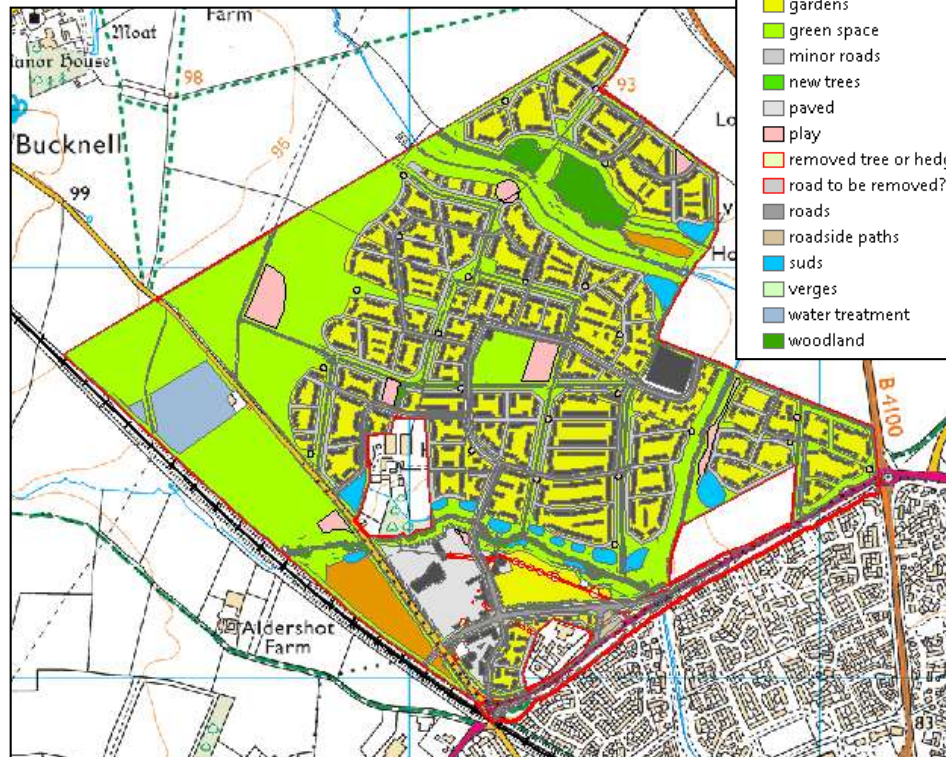 Farm
Moat
anor House
98
93
96
Bucknell
99
Lo
Ho
B 4100
H
Aldershot
Farm
83
gardens
green space
minor roads
new trees
paved
play
removed tree or hedg
road to be removed?
roads
roadside paths
suds
verges
water treatment
woodland